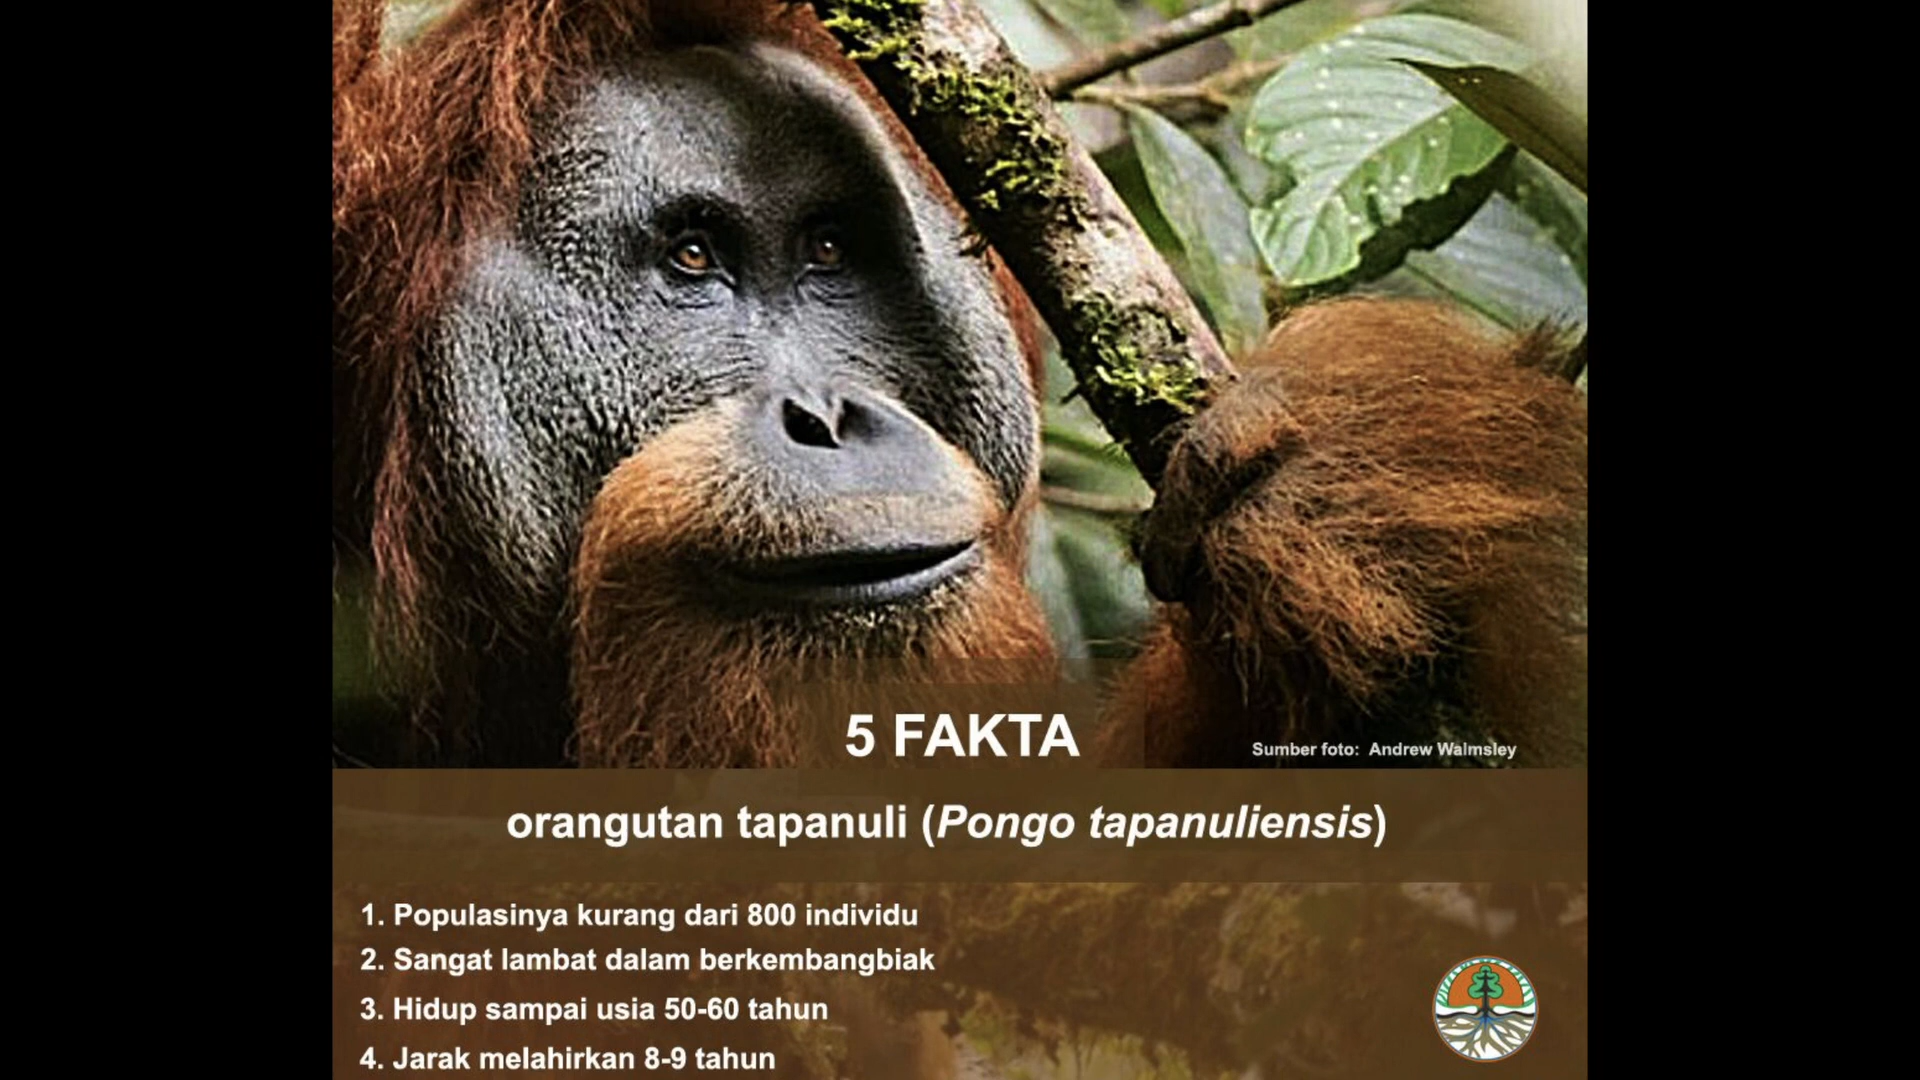 5 FAKTA
Sumber foto: Andrew Walmsley
orangutan tapanuli (Pongo tapanuliensis)
1. Populasinya kurang dari 800 individu
2. Sangat lambat dalam berkembangbiak
3. Hidup sampai usia 50-60 tahun
4. Jarak melahirkan 8-9 tahun